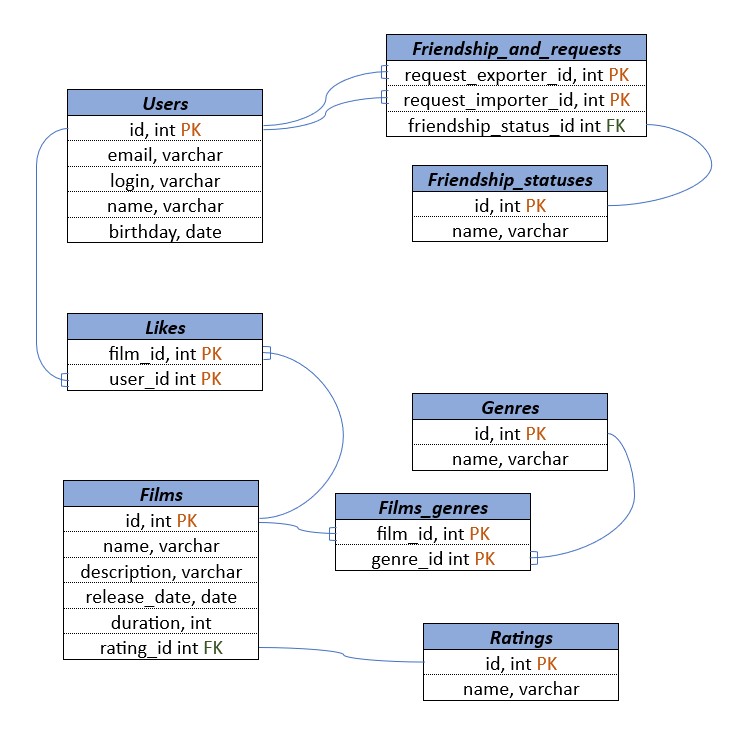 Friendship_and_requests
request_exporter_id, int PK
request_importer_id, int PK
friendship_status_id int FK
Users
id, int PK
email, varchar
login, varchar
name, varchar
birthday, date
Friendship_statuses
id, int PK
name, varchar
Likes
film_id, int PK
user_id int PK
Genres
id, int PK
name, varchar
Films
id, int PK
name, varchar
description, varchar
release_date, date
duration, int
rating_id int FK
Films_genres
film_id, int PK
genre_id int PK
Ratings
id, int PK
name, varchar